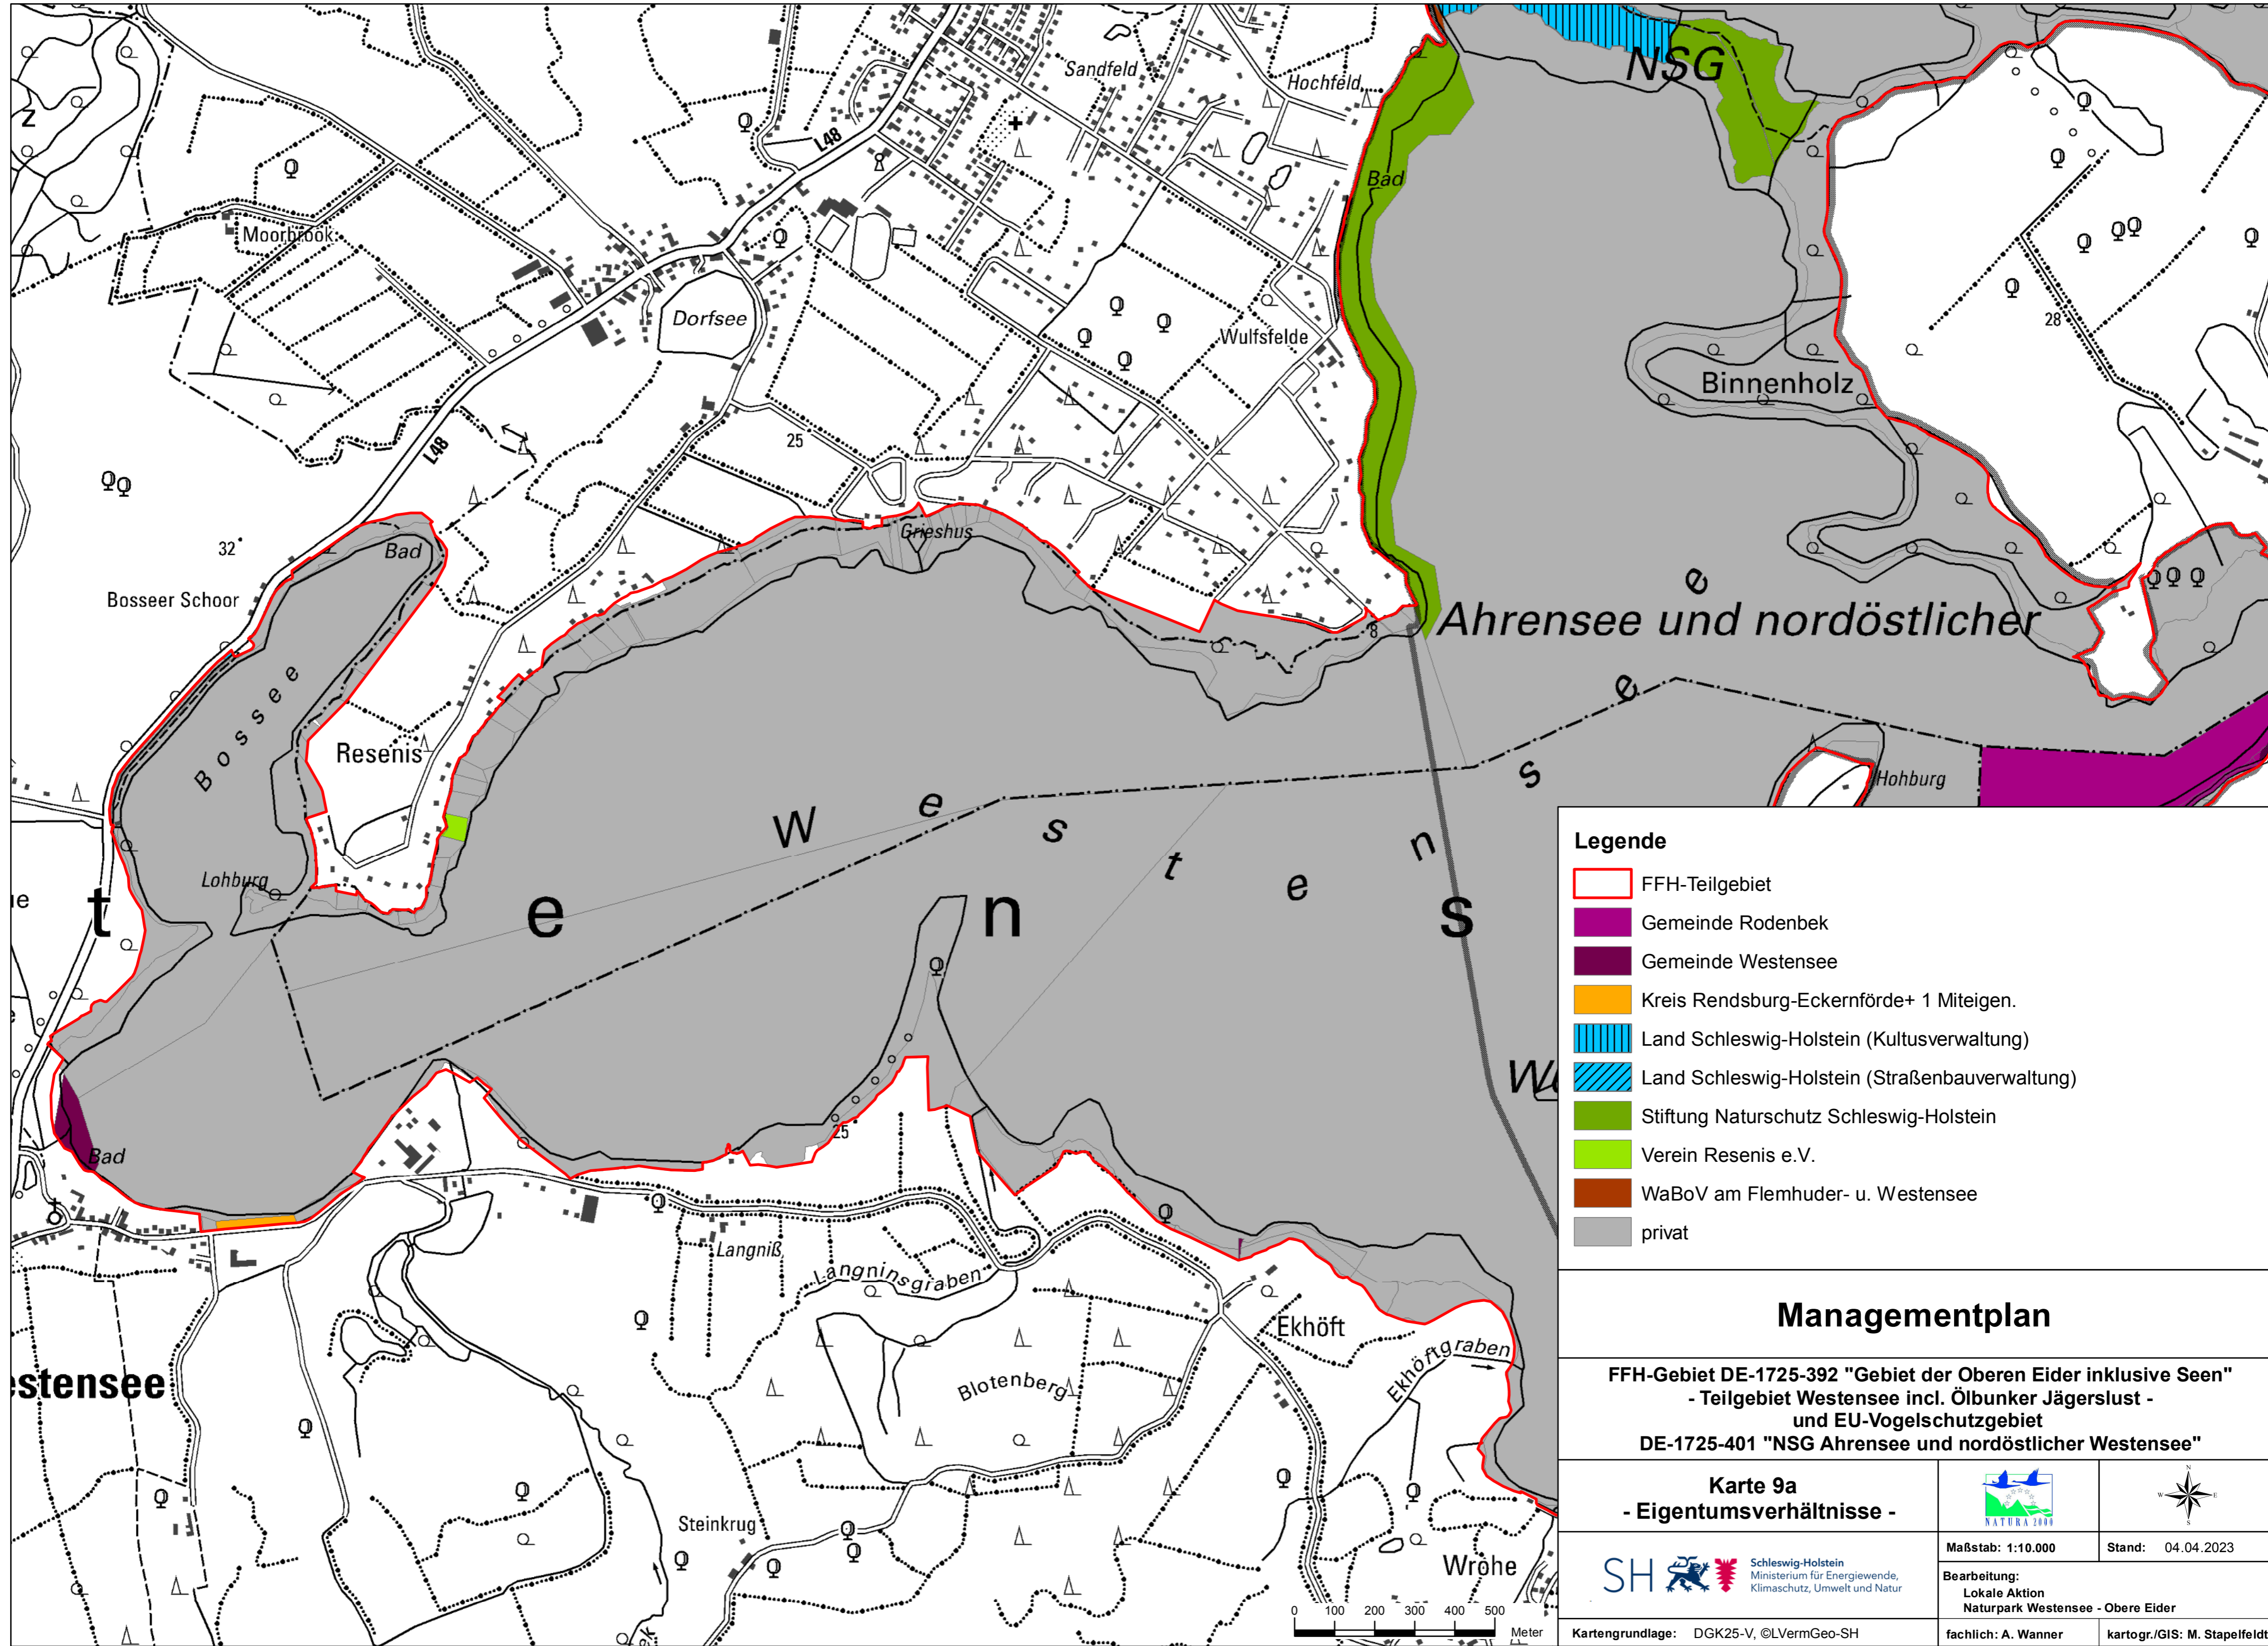 Sandfeld
Hochfeld
NSG
z
L48
Bad
Moorbrook
Dorfsee
Wulfsfelde
28
Binnenholz
L48
25
32
Bad
Grieshus
Bosseer Schoor
8
Ahrensee und nordöstlicher
Bossee
Resenis
Westensee
Hohburg
Lohburg
t e n s
25
Bad
Langniß
Langninsgraben
Ekhöft
Ekhöftgraben
Blotenberg
stensee
Steinkrug
Wrohe
0 100 200 300 400 500
Meter
Legende
FFH-Teilgebiet
Gemeinde Rodenbek
Gemeinde Westensee
Kreis Rendsburg-Eckernförde+ 1 Miteigen.
Land Schleswig-Holstein (Kultusverwaltung)
Land Schleswig-Holstein (Straßenbauverwaltung)
Stiftung Naturschutz Schleswig-Holstein
Verein Resenis e.V.
WaBoV am Flemhuder- u. Westensee
privat
Managementplan
FFH-Gebiet DE-1725-392 "Gebiet der Oberen Eider inklusive Seen"
- Teilgebiet Westensee incl. Ölbunker Jägerslust -
und EU-Vogelschutzgebiet
DE-1725-401 "NSG Ahrensee und nordöstlicher Westensee"
Karte 9a
- Eigentumsverhältnisse -
NATURA 2000
N
W E
S
SH
Schleswig-Holstein
Ministerium für Energiewende,
Klimaschutz, Umwelt und Natur
Maßstab: 1:10.000
Stand: 04.04.2023
Bearbeitung:
Lokale Aktion
Naturpark Westensee - Obere Eider
Kartengrundlage: DGK25-V, ©LVermGeo-SH
fachlich: A. Wanner
kartogr./GIS: M. Stapelfeldt